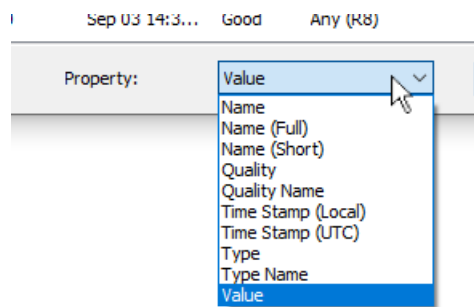 Sep 03 14:3... Good Any (R8)
Property: Value
Name
Name (Full)
Name (Short)
Quality
Quality Name
Time Stamp (Local)
Time Stamp (UTC)
Type
Type Name
Value